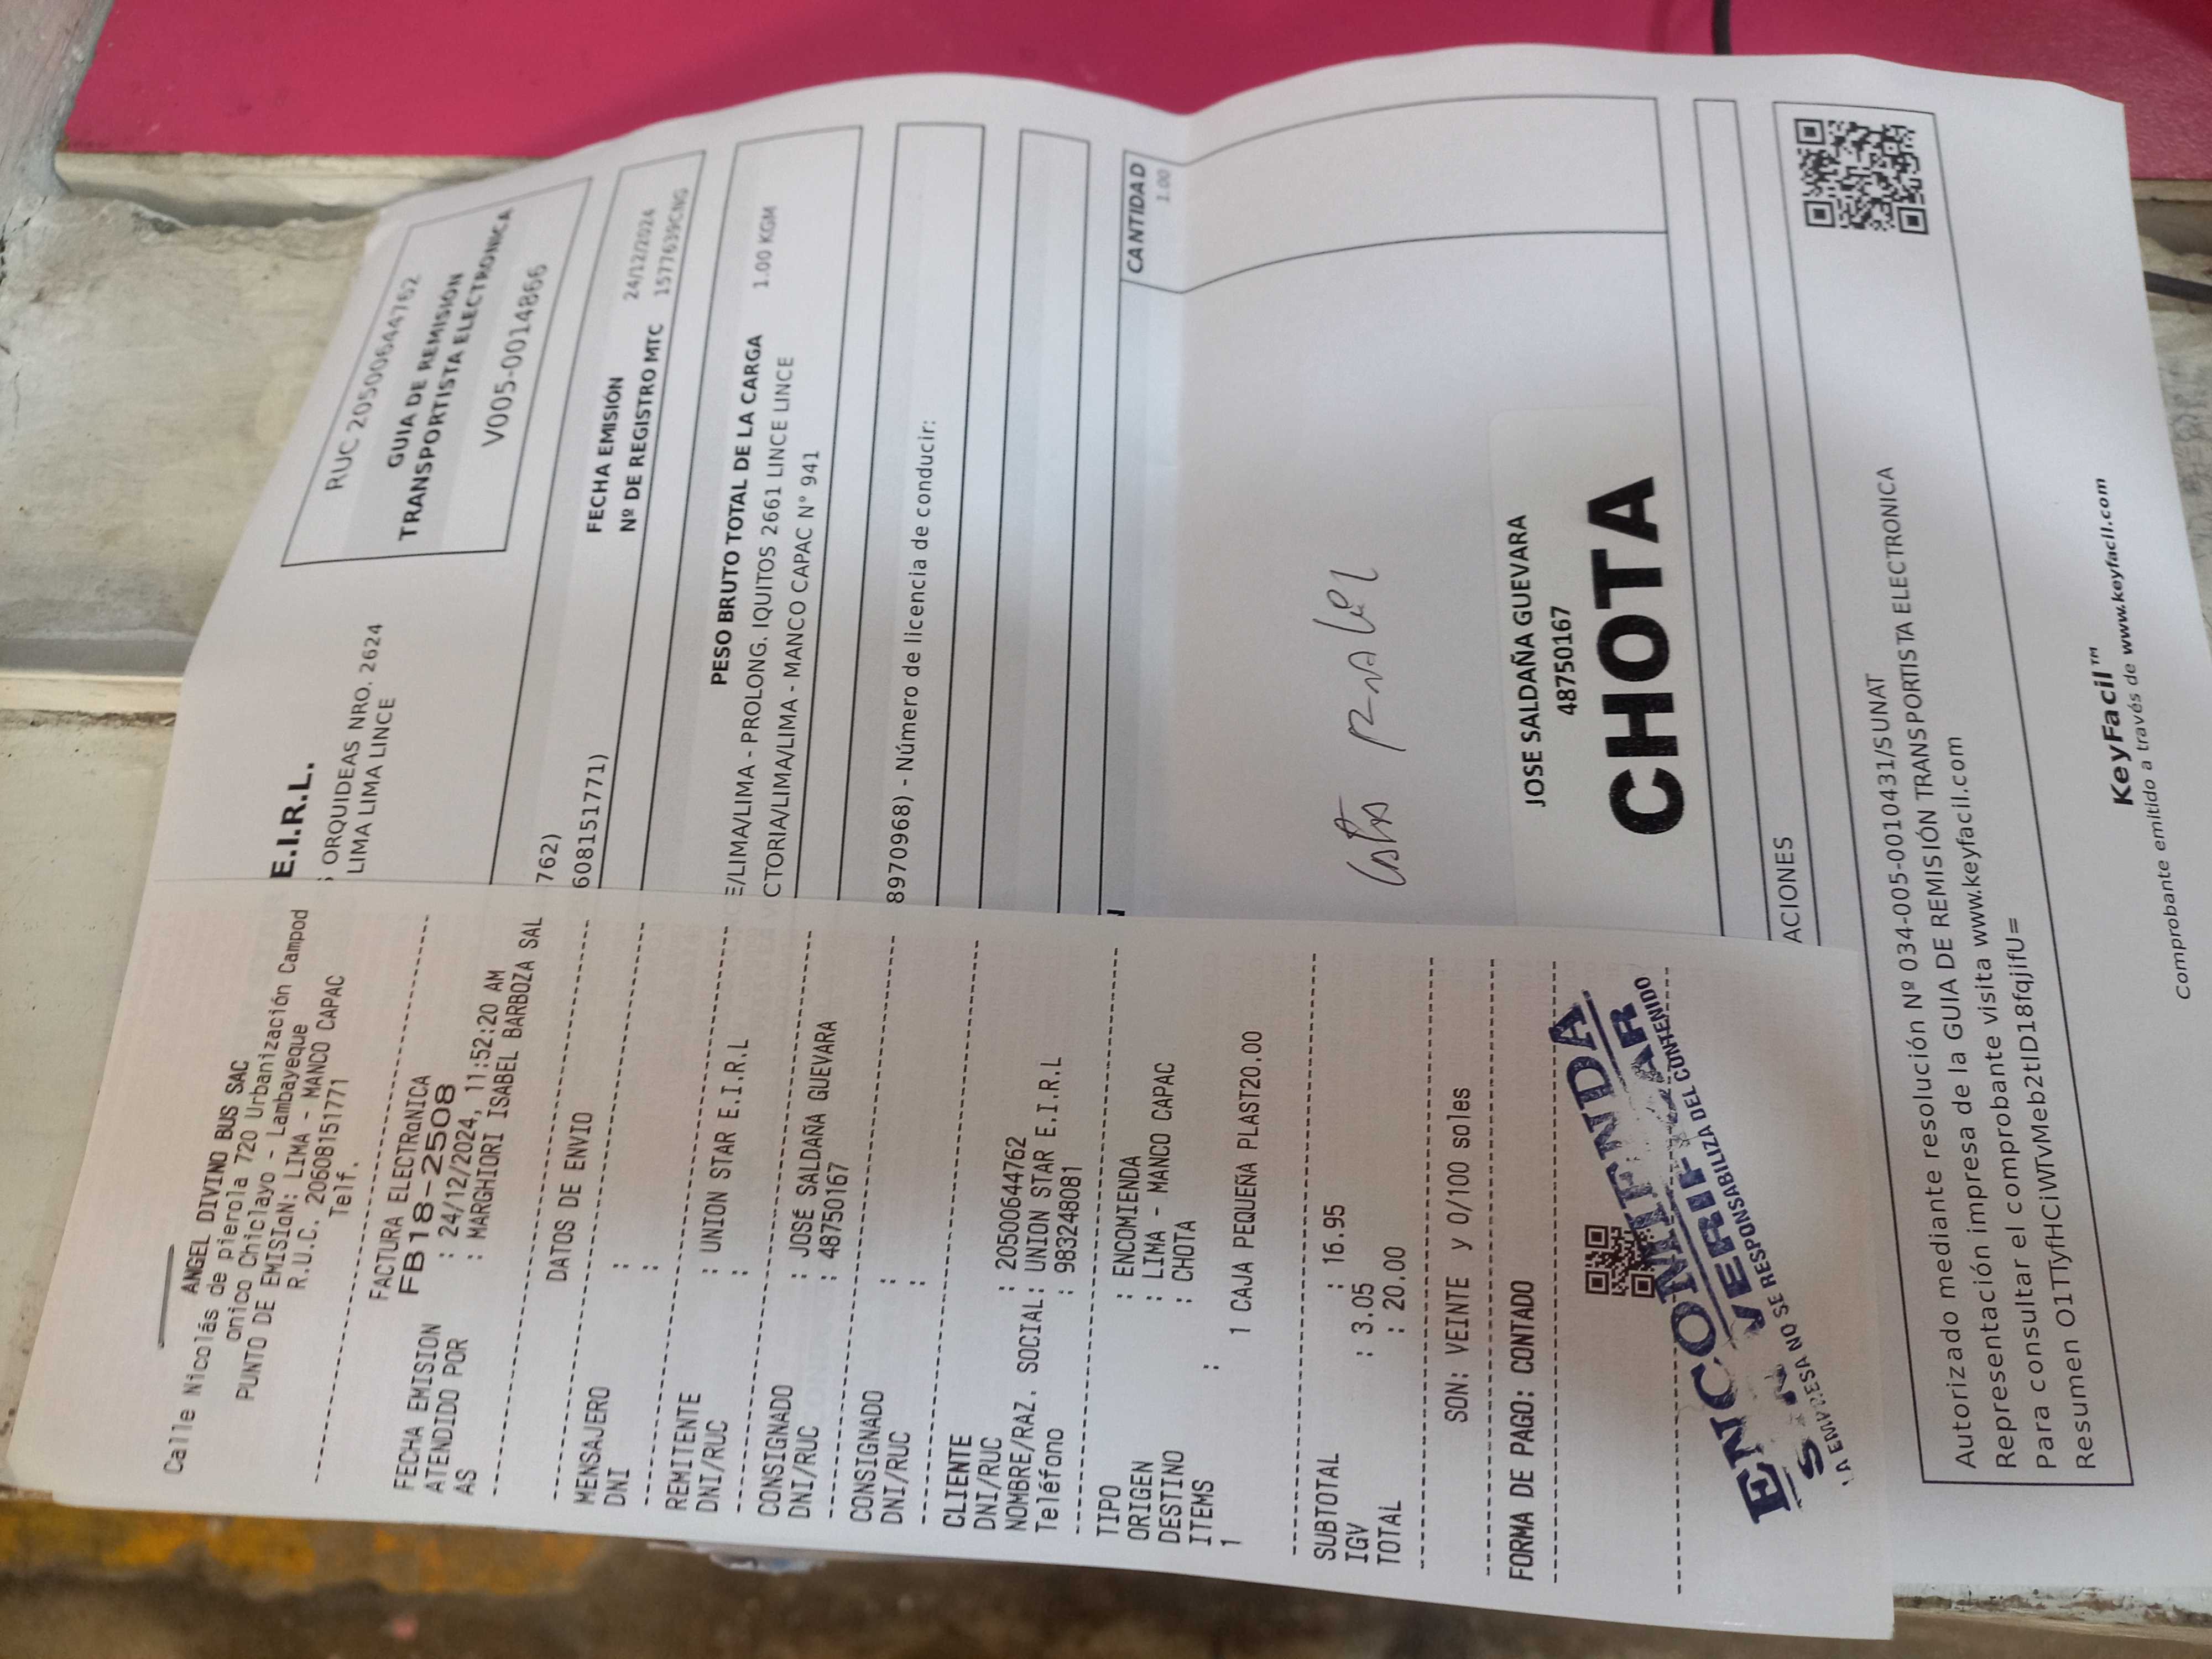 ANGEL DIVINO BUS SAC
Calle Nicolás de pierola 720 Urbanización Campod
onico Chiclayo - Lambayeque
PUNTO DE EMISIαN: LIMA - MANCO CAPAC
R.U.C. 20608151771
Telf.
FACTURA ELECTRαNICA
FB18-2508
FECHA EMISION : 24/12/2024, 11:52:20 AM
ATENDIDO POR : MARGHIORI ISABEL BARBOZA SAL
AS
DATOS DE ENVIO
MENSAJERO :
DNI :
REMITENTE : UNION STAR E.I.R.L
DNI/RUC :
CONSIGNADO : JOSÉ SALDAÑA GUEVARA
DNI/RUC : 48750167
CONSIGNADO :
DNI/RUC :
CLIENTE
DNI/RUC : 20500644762
NOMBRE/RAZ. SOCIAL: UNION STAR E.I.R.L
Teléfono : 983248081
TIPO : ENCOMIENDA
ORIGEN : LIMA - MANCO CAPAC
DESTINO : CHOTA
ITEMS :
1 1 CAJA PEQUEÑA PLAST20.00
SUBTOTAL : 16.95
IGV : 3.05
TOTAL : 20.00
SON: VEINTE y 0/100 soles
FORMA DE PAGO: CONTADO
ENCOMIENDA
SIN VERIFICAR
LA EMPRESA NO SE RESPONSABILIZA DEL CONTENIDO
E.I.R.L.
ORQUIDEAS NRO. 2624
LIMA LIMA LINCE
RUC 20500644762
GUIA DE REMISION
TRANSPORTISTA ELECTRONICA
V005-0014866
762)
608151771)
FECHA EMISIÓN 24/12/2024
Nº DE REGISTRO MTC 1577639CNG
PESO BRUTO TOTAL DE LA CARGA 1.00 KGM
E/LIMA/LIMA - PROLONG. IQUITOS 2661 LINCE LINCE
CTORIA/LIMA/LIMA - MANCO CAPAC N° 941
8970968) - Número de licencia de conducir:
CANTIDAD
1.00
JOSE SALDAÑA GUEVARA
48750167
CHOTA
ACIONES
Autorizado mediante resolución Nº 034-005-0010431/SUNAT
Representación impresa de la GUIA DE REMISIÓN TRANSPORTISTA ELECTRONICA
Para consultar el comprobante visita www.keyfacil.com
Resumen O1TTyfHCiWTvMeb2tID18fqjifU=
KeyFacil™
Comprobante emitido a través de www.keyfacil.com